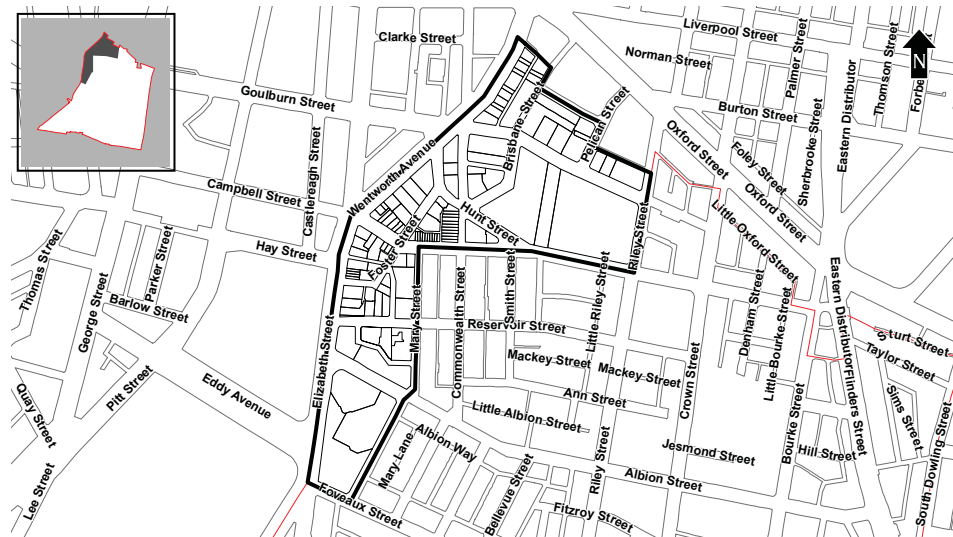 Clarke Street
Liverpool Street
Norman Street
Palmer Street
Eastern Distributor
Thomson Street
N
Goulburn Street
Burton Street
Castlereagh Street
Wentworth Avenue
Brisbane Street
Pelican Street
Oxford Street
Foley Street
Sherbrooke Street
Campbell Street
Oxford Street
Little Oxford Street
Hay Street
Foster Street
Hunt Street
Riley Street
Thomas Street
Parker Street
George Street
Barlow Street
Mary Street
Commonwealth Street
Smith Street
Little Riley Street
Denham Street
Little Bourke Street
Eastern Distributor
Sturt Street
Reservoir Street
Taylor Street
Elizabeth Street
Mackey Street
Mackey Street
Crown Street
Flinders Street
Pitt Street
Eddy Avenue
Ann Street
Sims Street
Quay Street
Little Albion Street
Bourke Street
Albion Way
Mary Lane
Jesmond Street
Hill Street
Riley Street
Albion Street
South Dowling Street
Lee Street
Foveaux Street
Bellevue Street
Fitzroy Street